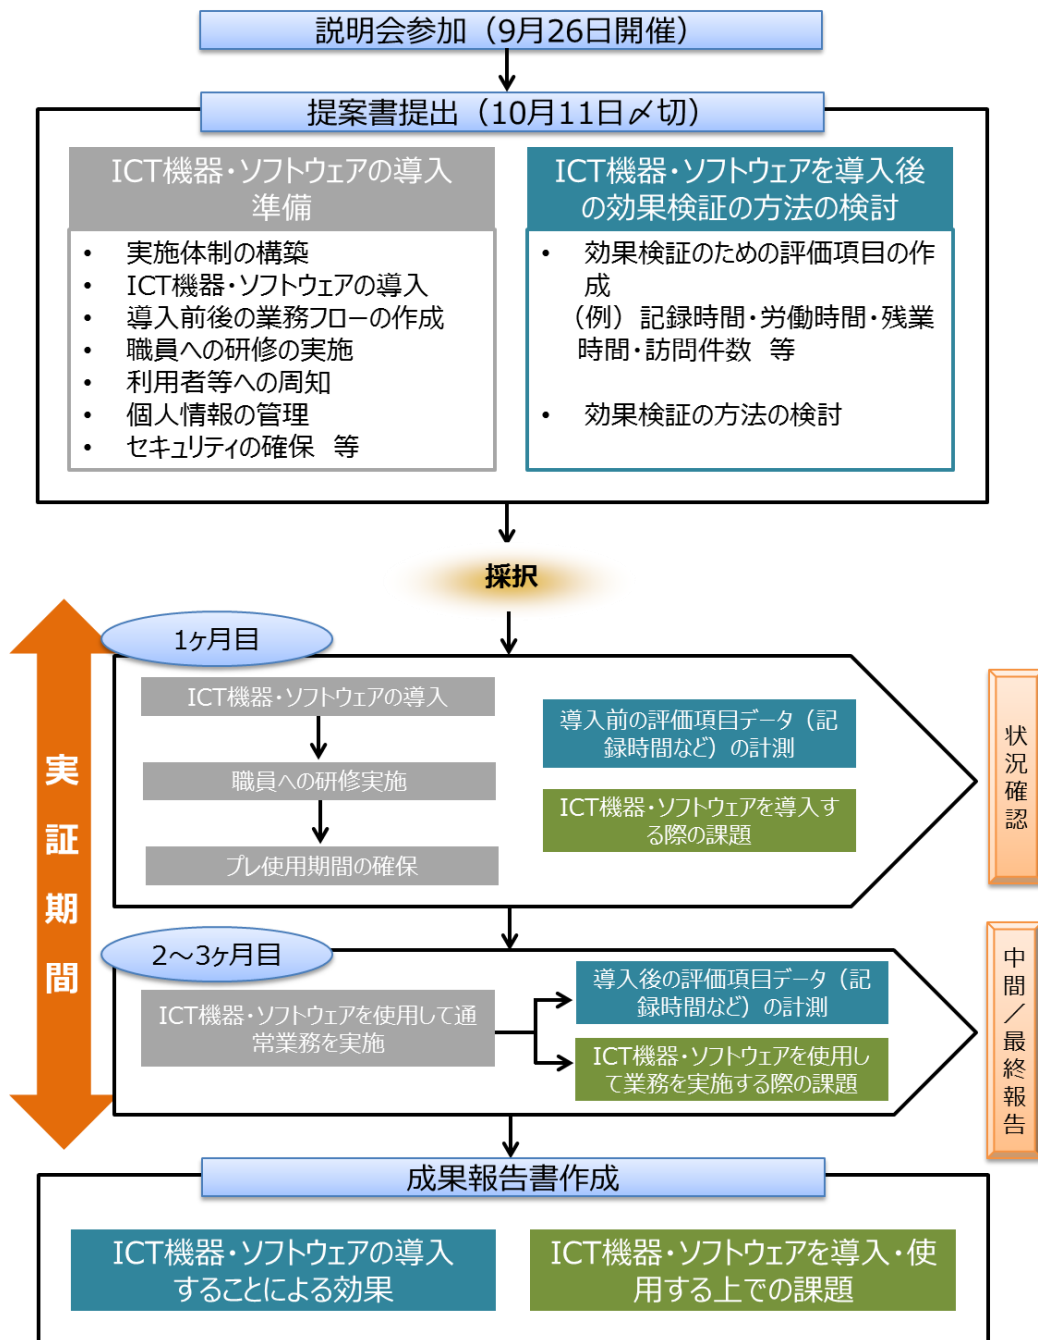 説明会参加（9月26日開催）
提案書提出（10月11日〆切）
ICT機器・ソフトウェアの導入
準備
• 実施体制の構築
• ICT機器・ソフトウェアの導入
• 導入前後の業務フローの作成
• 職員への研修の実施
• 利用者等への周知
• 個人情報の管理
• セキュリティの確保 等
ICT機器・ソフトウェアを導入後
の効果検証の方法の検討
• 効果検証のための評価項目の作
成
（例）記録時間・労働時間・残業
時間・訪問件数 等
• 効果検証の方法の検討
採択
実証期間
1ヶ月目
ICT機器・ソフトウェアの導入
職員への研修実施
プレ使用期間の確保
導入前の評価項目データ（記
録時間など）の計測
ICT機器・ソフトウェアを導入す
る際の課題
状況確認
2～3ヶ月目
ICT機器・ソフトウェアを使用して通
常業務を実施
導入後の評価項目データ（記
録時間など）の計測
ICT機器・ソフトウェアを使用し
て業務を実施する際の課題
中間／最終報告
成果報告書作成
ICT機器・ソフトウェアの導入
することによる効果
ICT機器・ソフトウェアを導入・使
用する上での課題